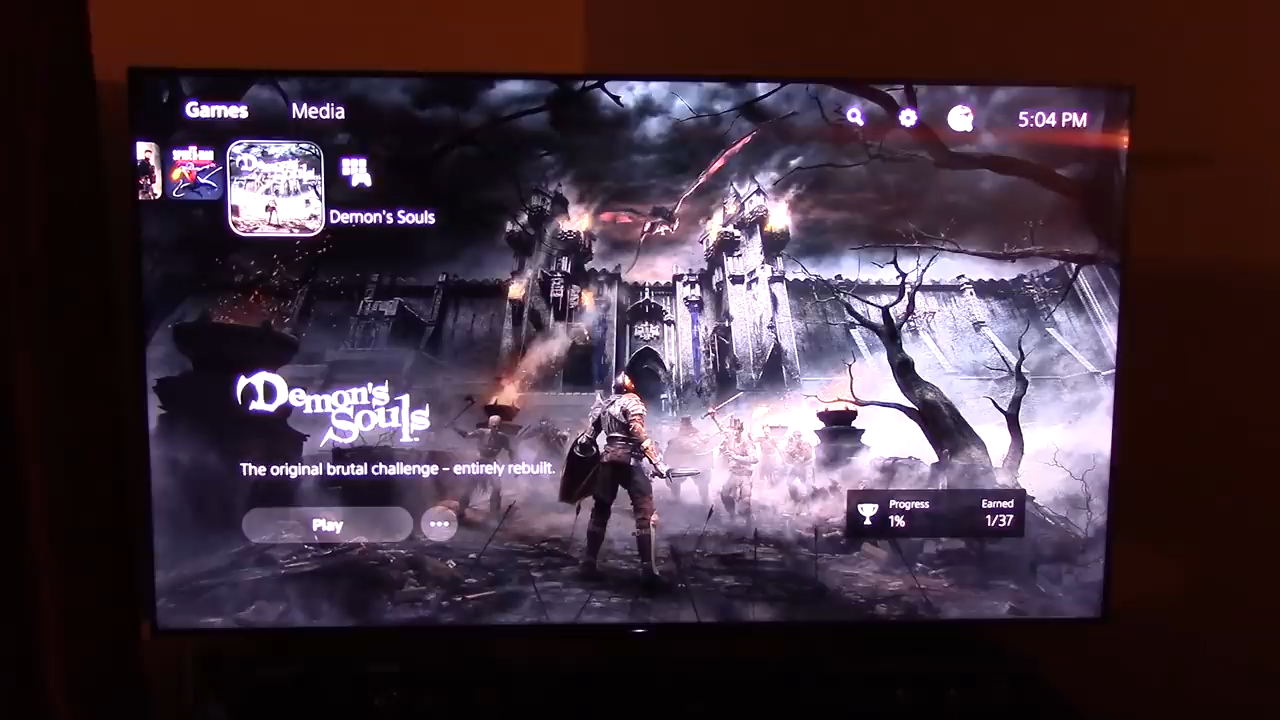 Games Media 5:04 PM
Demon's Souls
Demon's
Souls
The original brutal challenge – entirely rebuilt.
Play
Progress Earned
1% 1/37